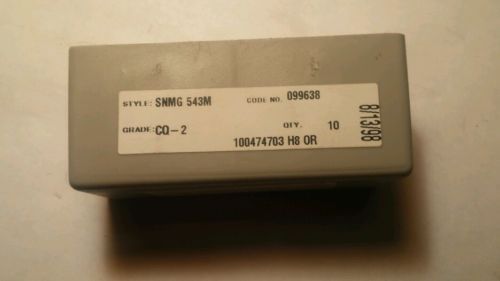 STYLE: SNMG 543M CODE NO. 099638
GRADE: CQ-2 QTY. 10
100474703 H8 OR
8/13/98